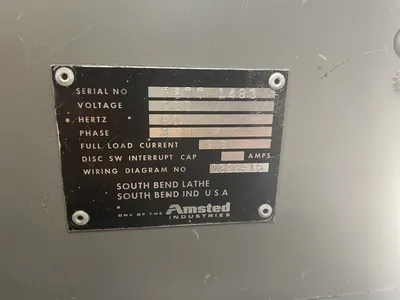 SERIAL NO
VOLTAGE
HERTZ
PHASE
FULL LOAD CURRENT
DISC SW INTERRUPT CAP AMPS
WIRING DIAGRAM NO
SOUTH BEND LATHE
SOUTH BEND IND U S A
ONE OF THE Amsted
INDUSTRIES